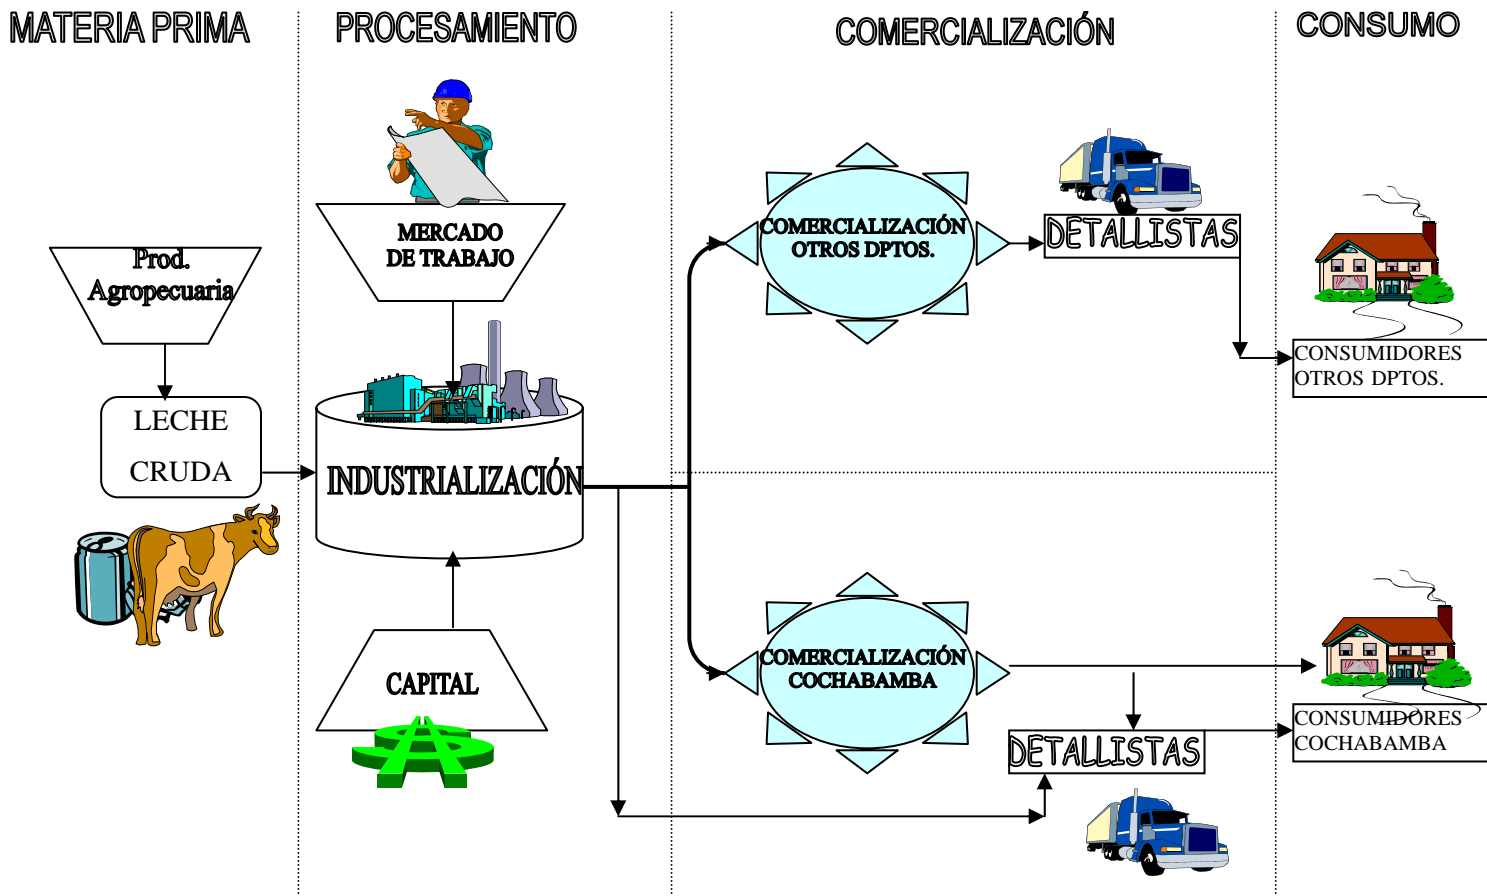 MATERIA PRIMA
PROCESAMIENTO
COMERCIALIZACIÓN
CONSUMO
Prod.
Agropecuaria
LECHE
CRUDA
MERCADO
DE TRABAJO
INDUSTRIALIZACIÓN
CAPITAL
COMERCIALIZACIÓN
OTROS DPTOS.
DETALLISTAS
CONSUMIDORES
OTROS DPTOS.
COMERCIALIZACIÓN
COCHABAMBA
DETALLISTAS
CONSUMIDORES
COCHABAMBA